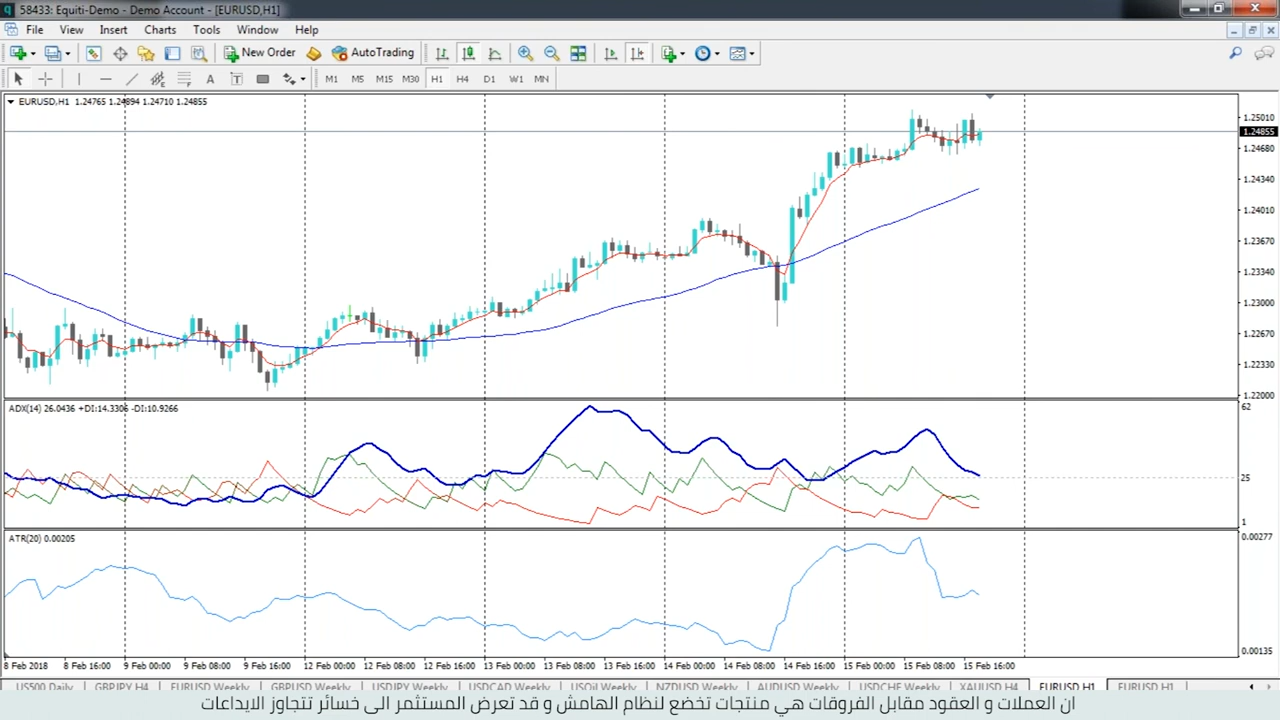 58433: Equiti-Demo - Demo Account - [EURUSD,H1]
File View Insert Charts Tools Window Help
New Order AutoTrading
A T M1 M5 M15 M30 H1 H4 D1 W1 MN
EURUSD,H1 1.24765 1.24894 1.24710 1.24855
1.25011
1.24855
1.24680
1.24340
1.24011
1.23670
1.23340
1.23000
1.22670
1.22330
1.22000
ADX(14) 26.0436 +DI:14.3306 -DI:10.9266
62
25
1
ATR(20) 0.00205
0.00277
0.00135
8 Feb 2018 8 Feb 16:00 9 Feb 00:00 9 Feb 08:00 9 Feb 16:00 12 Feb 00:00 12 Feb 08:00 12 Feb 16:00 13 Feb 00:00 13 Feb 08:00 13 Feb 16:00 14 Feb 00:00 14 Feb 08:00 14 Feb 16:00 15 Feb 00:00 15 Feb 08:00 15 Feb 16:00
US500,Daily GBPJPY,H4 EURUSD,Weekly GBPUSD,Weekly USDJPY,Weekly USDCAD,Weekly USOil,Weekly NZDUSD,Weekly AUDUSD,Weekly USDCHF,Weekly XAUUSD,H4 EURUSD,H1 EURUSD,H1
ان العملات و العقود مقابل الفروقات هي منتجات تخضع لنظام الهامش و قد تعرض المستثمر الى خسائر تتجاوز الايداعات